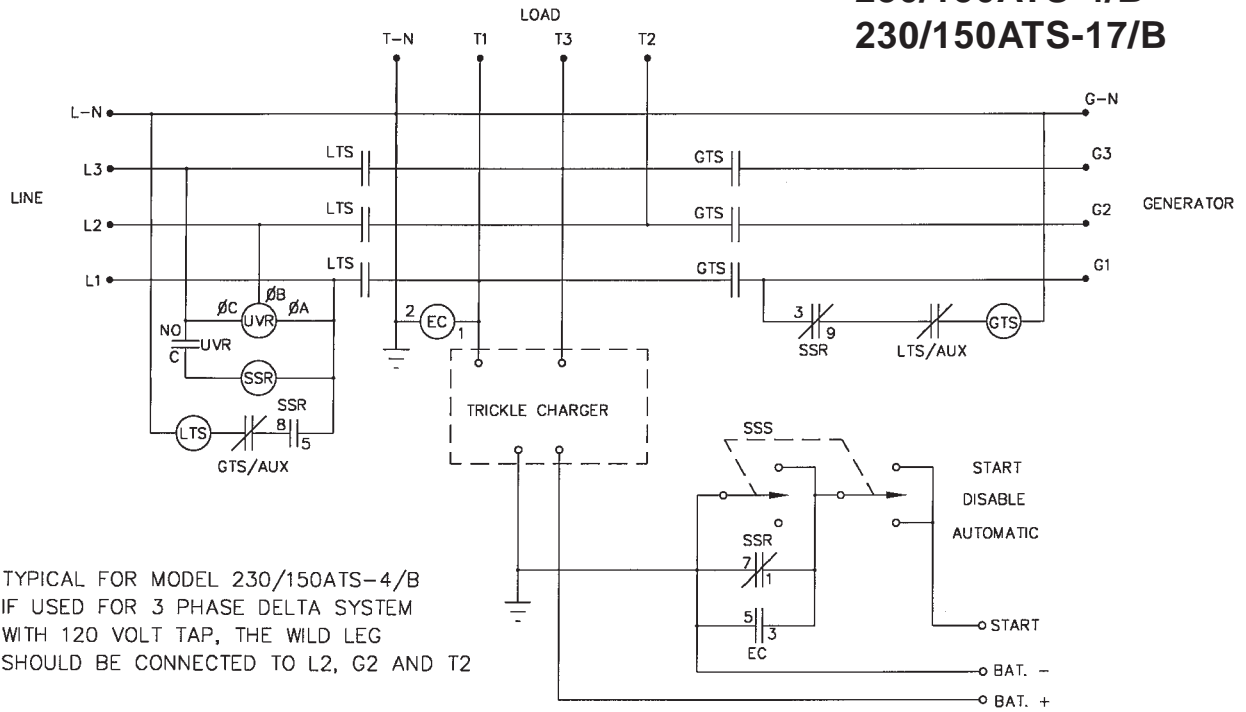 230/150ATS-4/B
230/150ATS-17/B
LOAD
T-N T1 T3 T2
L-N G-N
LTS GTS
L3 G3
LINE GENERATOR
LTS GTS
L2 G2
LTS GTS
L1 G1
ØC ØB ØA
UVR
NO UVR
C
SSR
2 EC 1
3 9
SSR
LTS/AUX
GTS
SSR
LTS 8 5
GTS/AUX
TRICKLE CHARGER
SSS
START
DISABLE
AUTOMATIC
SSR
7 1
5 3
EC
START
BAT. -
BAT. +
TYPICAL FOR MODEL 230/150ATS-4/B
IF USED FOR 3 PHASE DELTA SYSTEM
WITH 120 VOLT TAP, THE WILD LEG
SHOULD BE CONNECTED TO L2, G2 AND T2